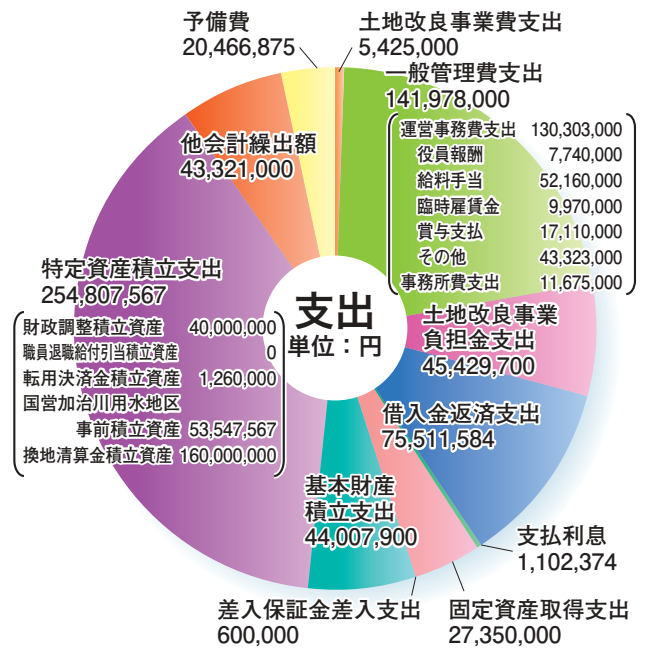 予備費
20,466,875
土地改良事業費支出
5,425,000
一般管理費支出
141,978,000
運営事務費支出 130,303,000
役員報酬 7,740,000
給料手当 52,160,000
臨時雇賃金 9,970,000
賞与支払 17,110,000
その他 43,323,000
事務所費支出 11,675,000
他会計繰出額
43,321,000
特定資産積立支出
254,807,567
財政調整積立資産 40,000,000
職員退職給付引当積立資産 0
転用決済金積立資産 1,260,000
国営加治川用水地区
事前積立資産 53,547,567
換地清算金積立資産 160,000,000
支出
単位：円
土地改良事業
負担金支出
45,429,700
借入金返済支出
75,511,584
基本財産
積立支出
44,007,900
支払利息
1,102,374
差入保証金差入支出
600,000
固定資産取得支出
27,350,000